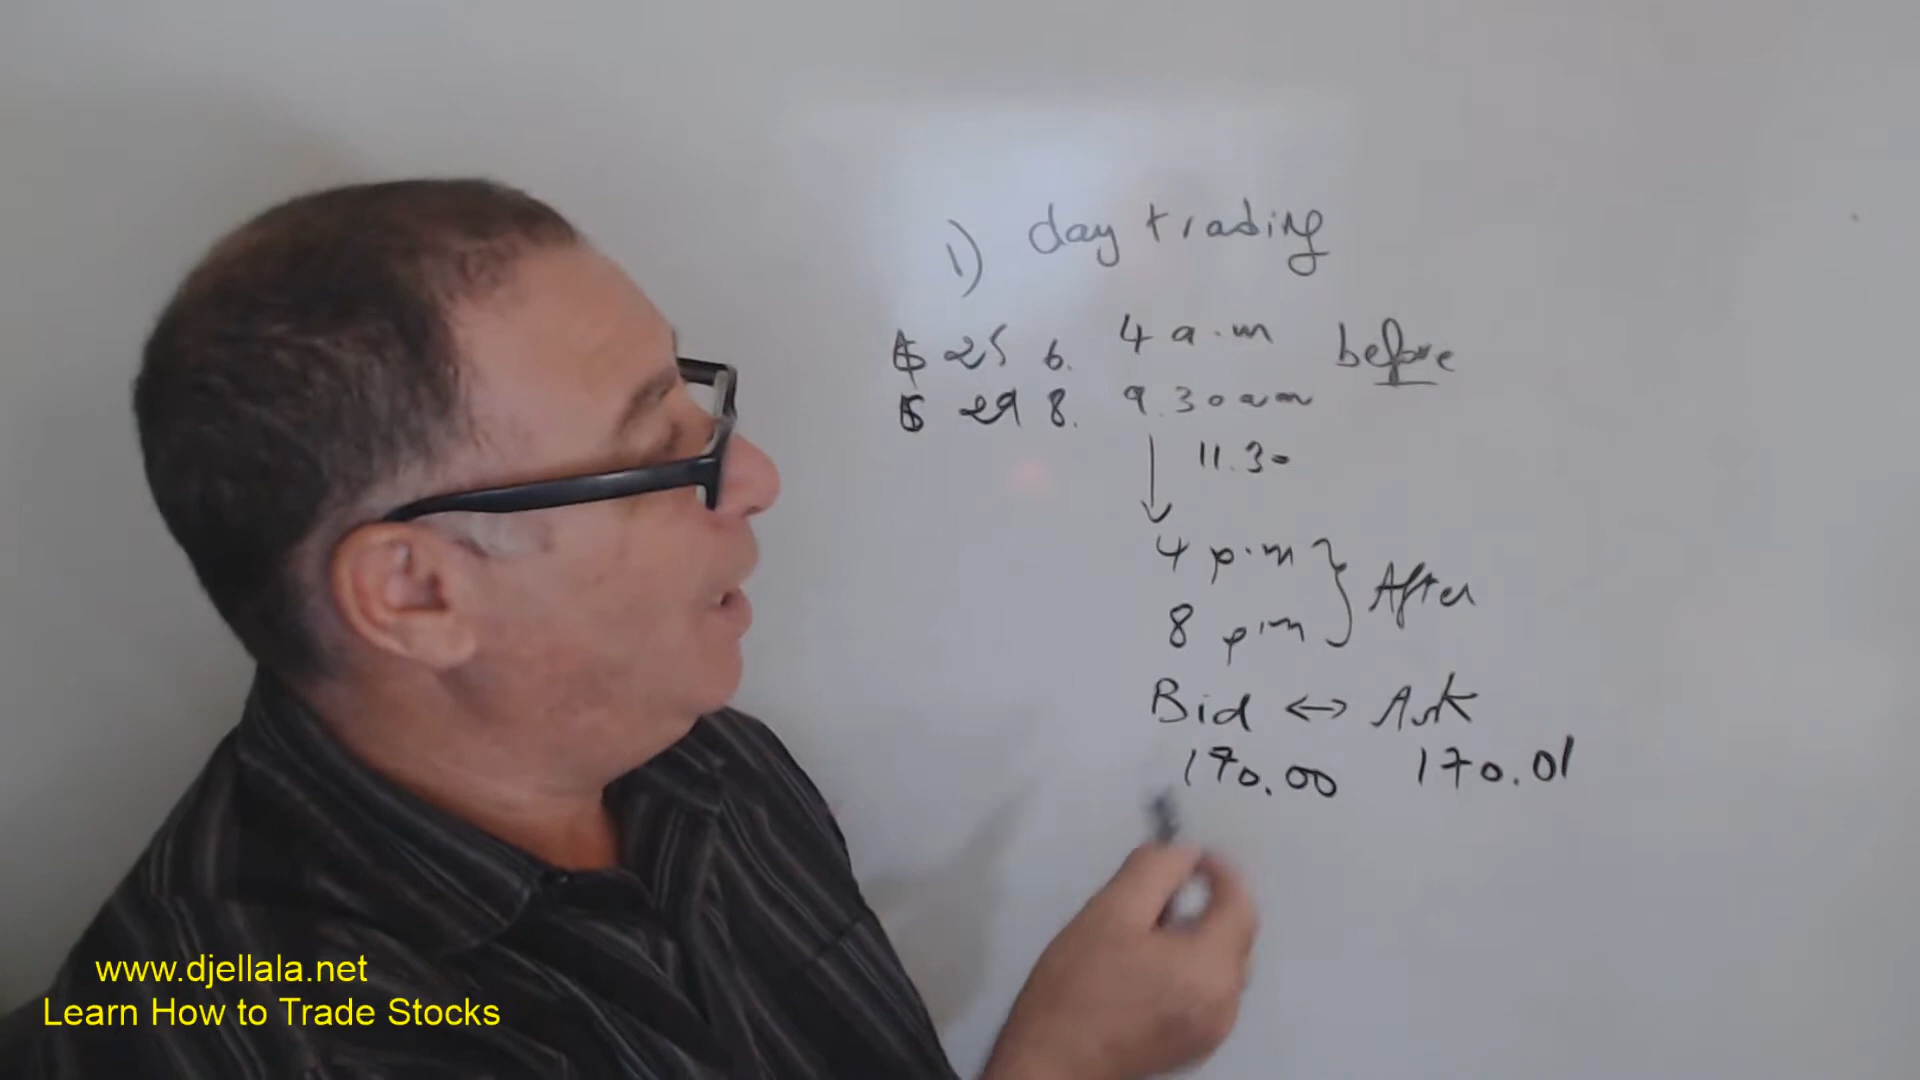 1) day trading
$ 25 6. 4 a.m before
$ 29 8. 9.30 am
11.30
4 p.m
8 p.m } After
Bid ↔ Ask
170.00 170.01
www.djellala.net
Learn How to Trade Stocks